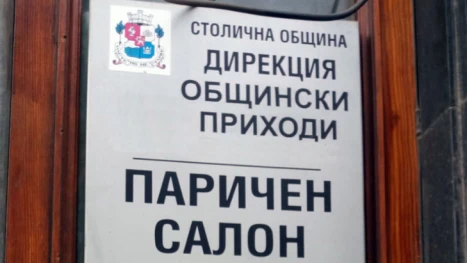 СТОЛИЧНА ОБЩИНА
ДИРЕКЦИЯ
ОБЩИНСКИ
ПРИХОДИ
ПАРИЧЕН
САЛОН